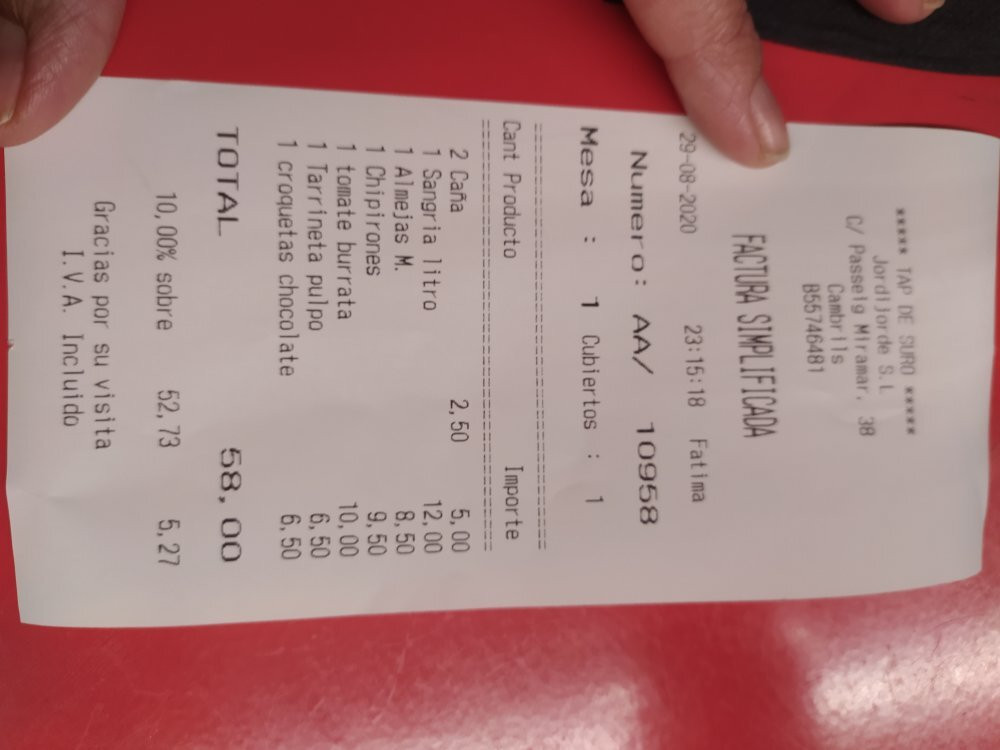 ***** TAP DE SURO *****
Jordijorde S.L
C/ Passeig Miramar, 38
Cambrils
B55746481
FACTURA SIMPLIFICADA
29-08-2020 23:15:18 Fatima
Numero: AA/ 10958
Mesa : 1 Cubiertos : 1
Cant Producto Importe
2 Caña 2,50 5,00
1 Sangria litro 12,00
1 Almejas M. 8,50
1 Chipirones 9,50
1 tomate burrata 10,00
1 Tarrineta pulpo 6,50
1 croquetas chocolate 6,50
TOTAL 58,00
10,00% sobre 52,73 5,27
Gracias por su visita
I.V.A. Incluido